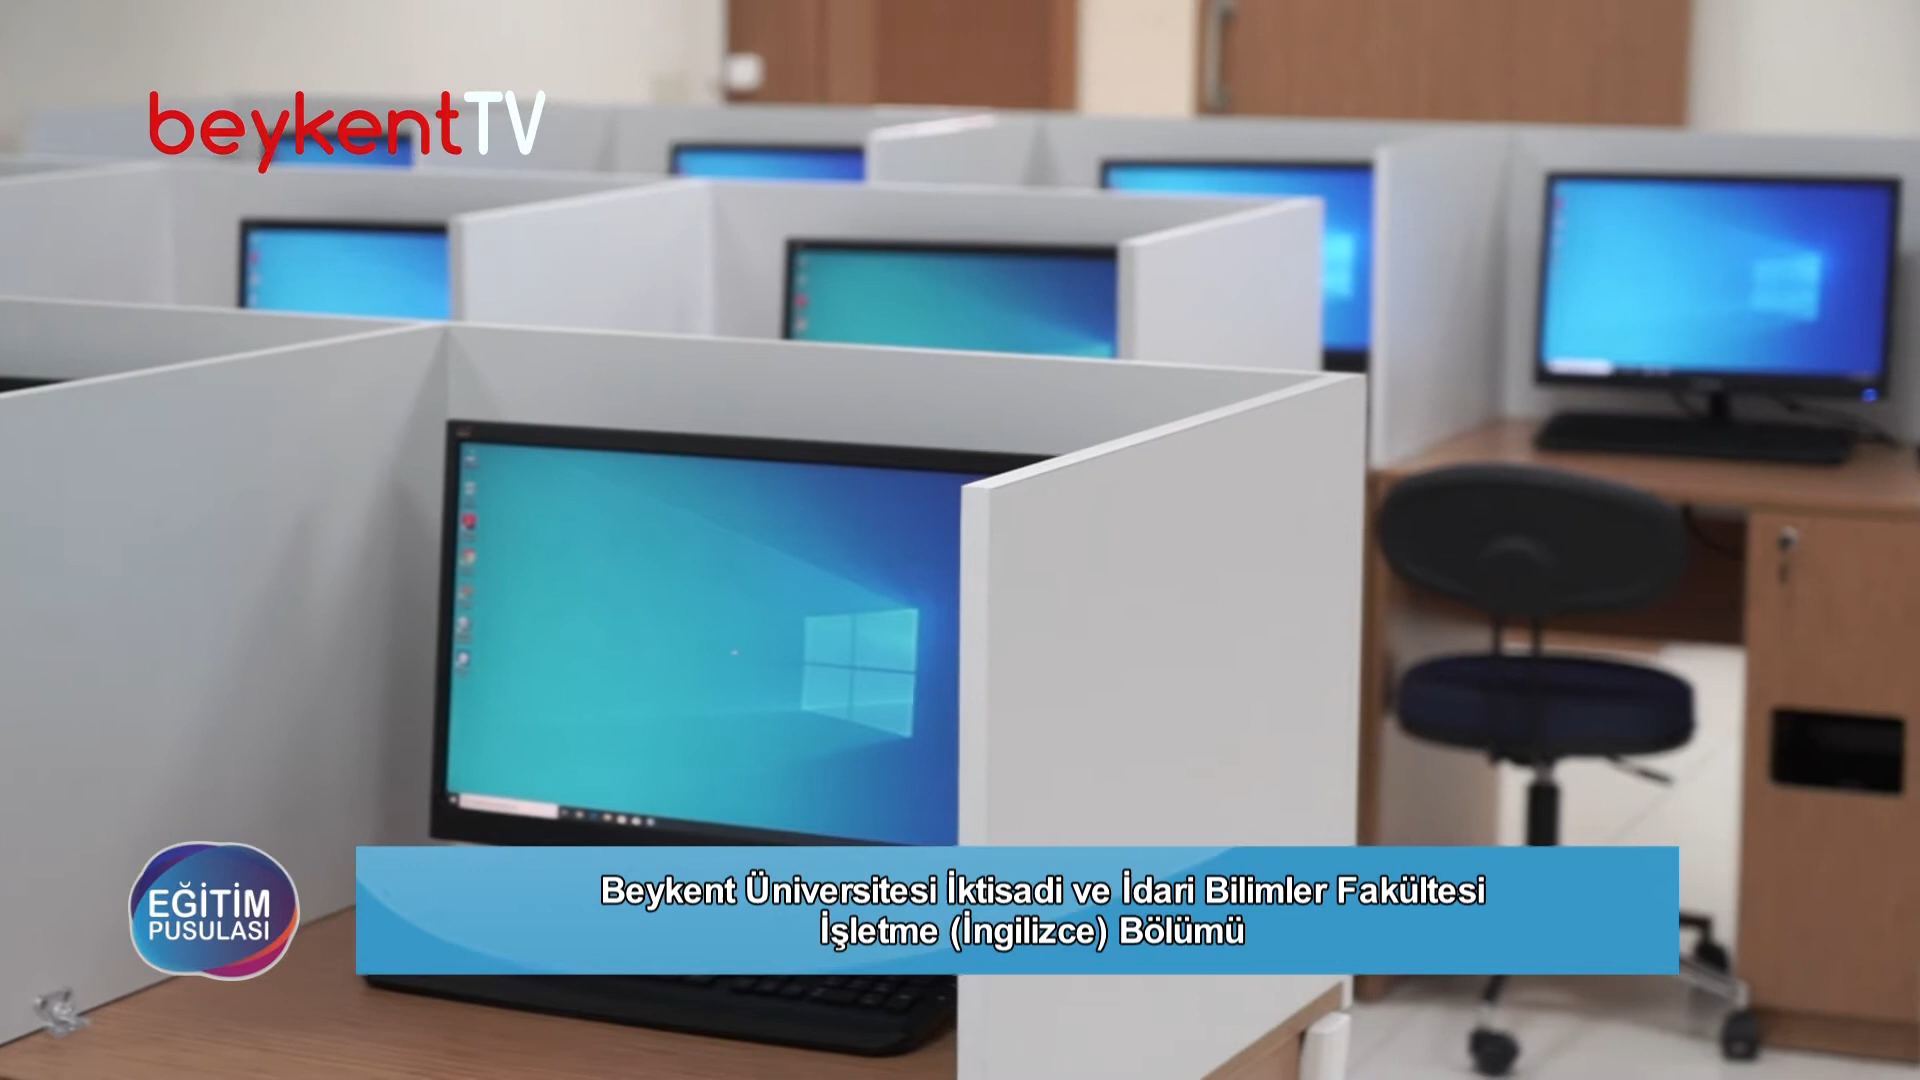 beykentTV
EĞİTİM
PUSULASI
Beykent Üniversitesi İktisadi ve İdari Bilimler Fakültesi
İşletme (İngilizce) Bölümü